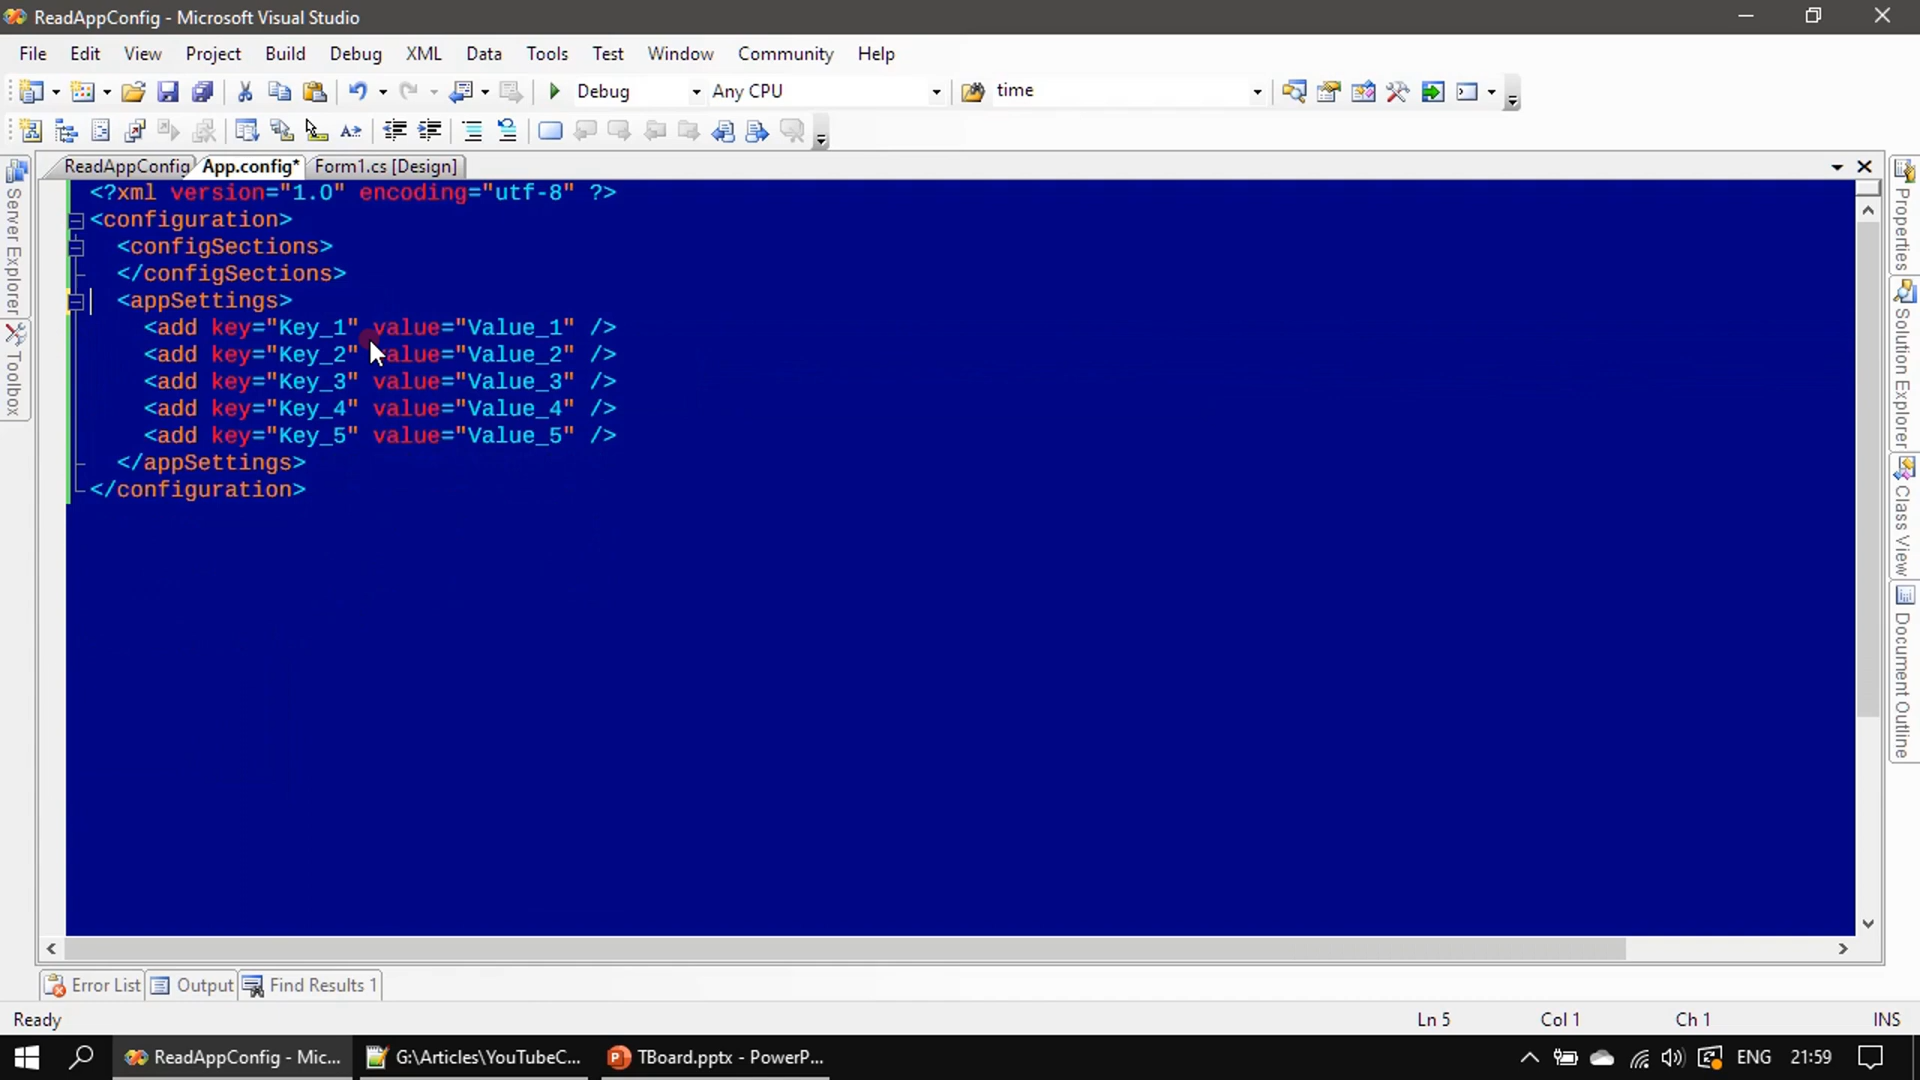 ReadAppConfig - Microsoft Visual Studio
File Edit View Project Build Debug XML Data Tools Test Window Community Help
Debug Any CPU time
ReadAppConfig App.config* Form1.cs [Design]
<?xml version="1.0" encoding="utf-8" ?>
<configuration>
<configSections>
</configSections>
<appSettings>
<add key="Key_1" value="Value_1" />
<add key="Key_2" value="Value_2" />
<add key="Key_3" value="Value_3" />
<add key="Key_4" value="Value_4" />
<add key="Key_5" value="Value_5" />
</appSettings>
</configuration>
Server Explorer
Toolbox
Properties
Solution Explorer
Class View
Document Outline
Error List Output Find Results 1
Ready Ln 5 Col 1 Ch 1 INS
ReadAppConfig - Mic... G:\Articles\YouTubeC... TBoard.pptx - PowerP... ENG 21:59